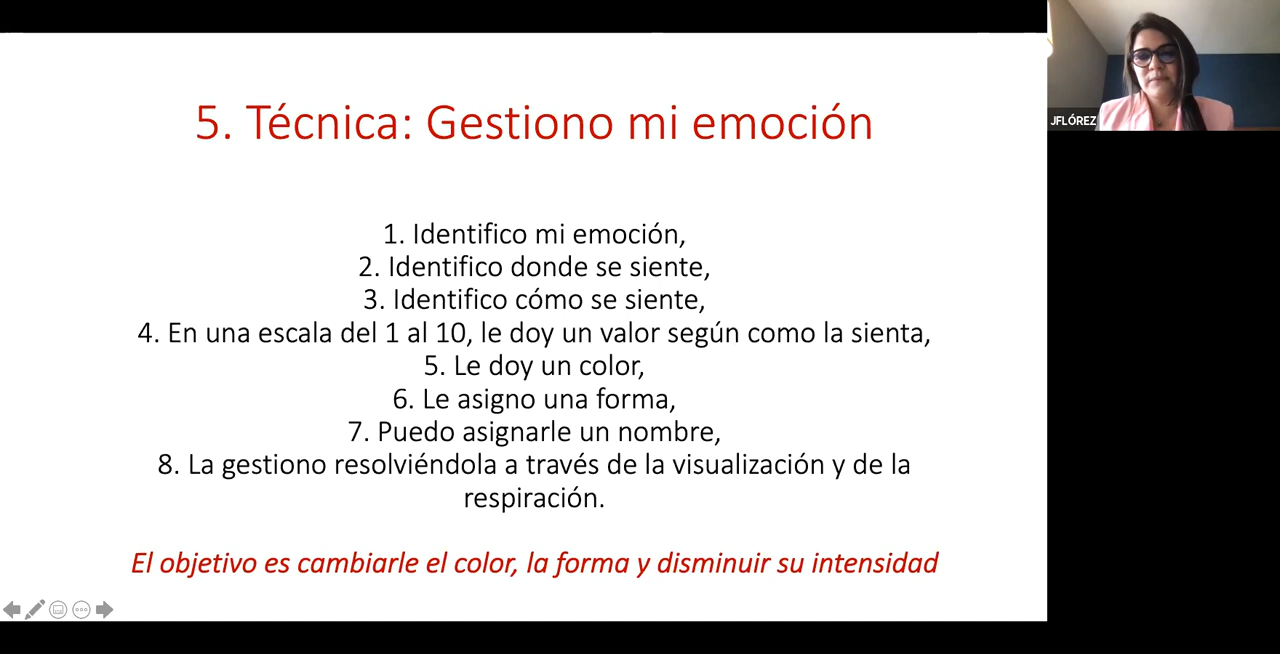 5. Técnica: Gestiono mi emoción
1. Identifico mi emoción,
2. Identifico donde se siente,
3. Identifico cómo se siente,
4. En una escala del 1 al 10, le doy un valor según como la sienta,
5. Le doy un color,
6. Le asigno una forma,
7. Puedo asignarle un nombre,
8. La gestiono resolviéndola a través de la visualización y de la
respiración.
El objetivo es cambiarle el color, la forma y disminuir su intensidad
JFLÓREZ